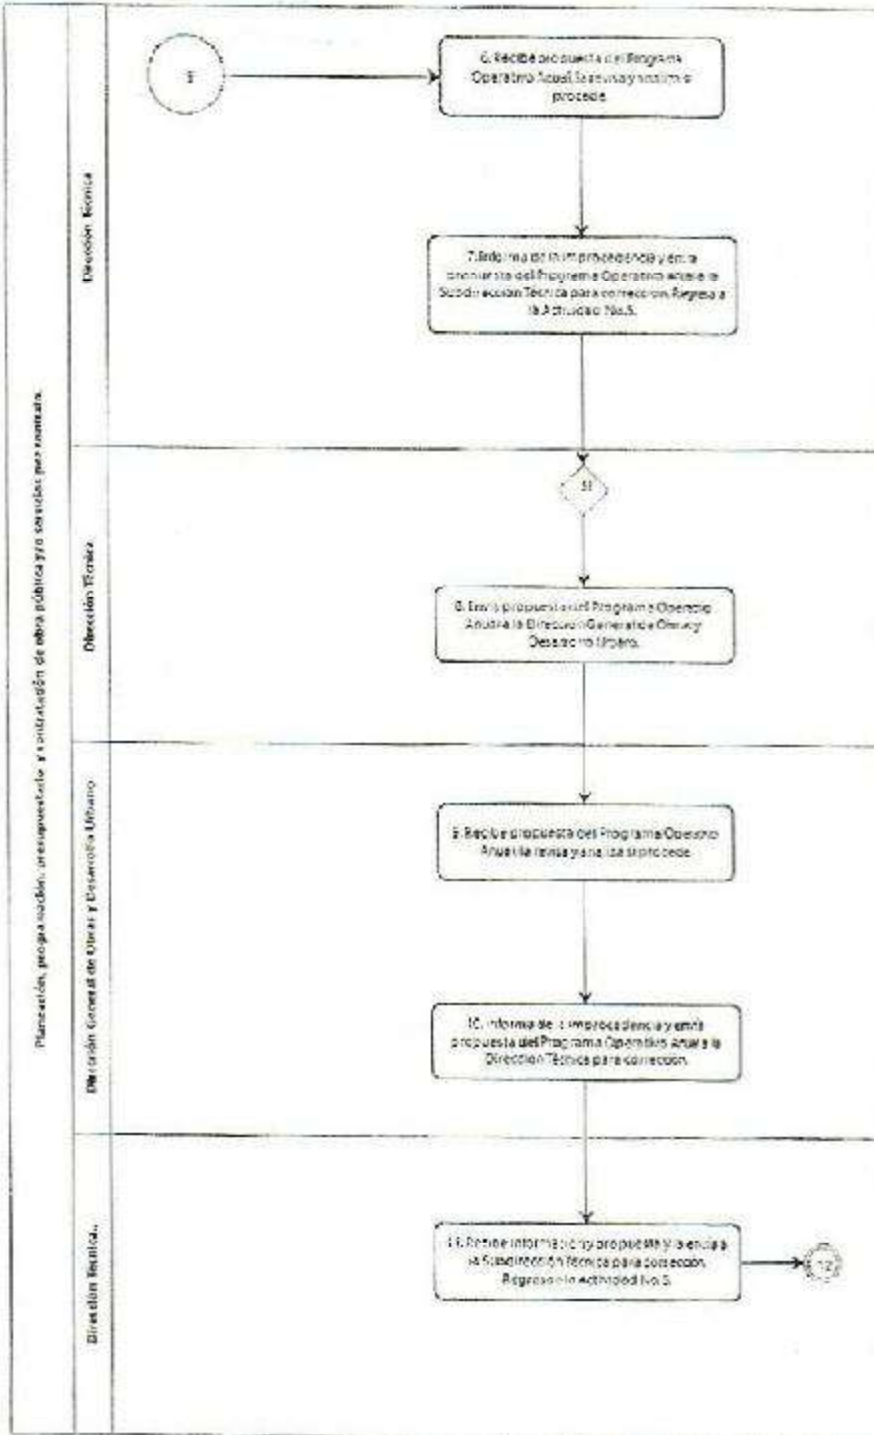 Planeación, programación, presupuestario y contratación de obra pública y/o servicios por contrato.
Dirección Técnica
6. Recibe propuesta del Programa
Operativo Anual, la revisa y analiza si
procede.
7. Informa de la improcedencia y envía
propuesta del Programa Operativo Anual a la
Subdirección Técnica para corrección. Regresa a
la Actividad No.5.
Dirección Técnica
SI
8. Envía propuesta del Programa Operatio
Anual a la Dirección General de Obras y
Desarrollo Urbano.
Dirección General de Obras y Desarrollo Urbano
9. Recibe propuesta del Programa Operatio
Anual la revisa y analiza si procede
10. Informa de la improcedencia y envía
propuesta del Programa Operativo Anual a la
Dirección Técnica para corrección.
Dirección Técnica..
11. Recibe información y propuesta y la envía a
la Subdirección Técnica para corrección.
Regresa a la Actividad No.5.
12